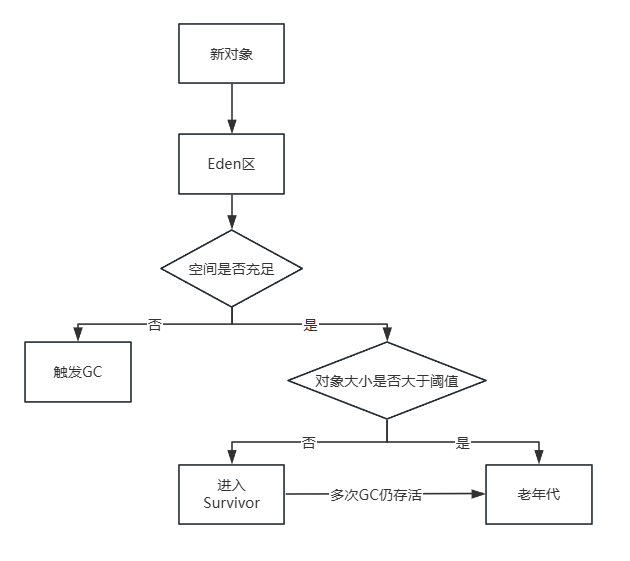 新对象
Eden区
空间是否充足
否
是
触发GC
对象大小是否大于阈值
否
是
进入
Survivor
多次GC仍存活
老年代